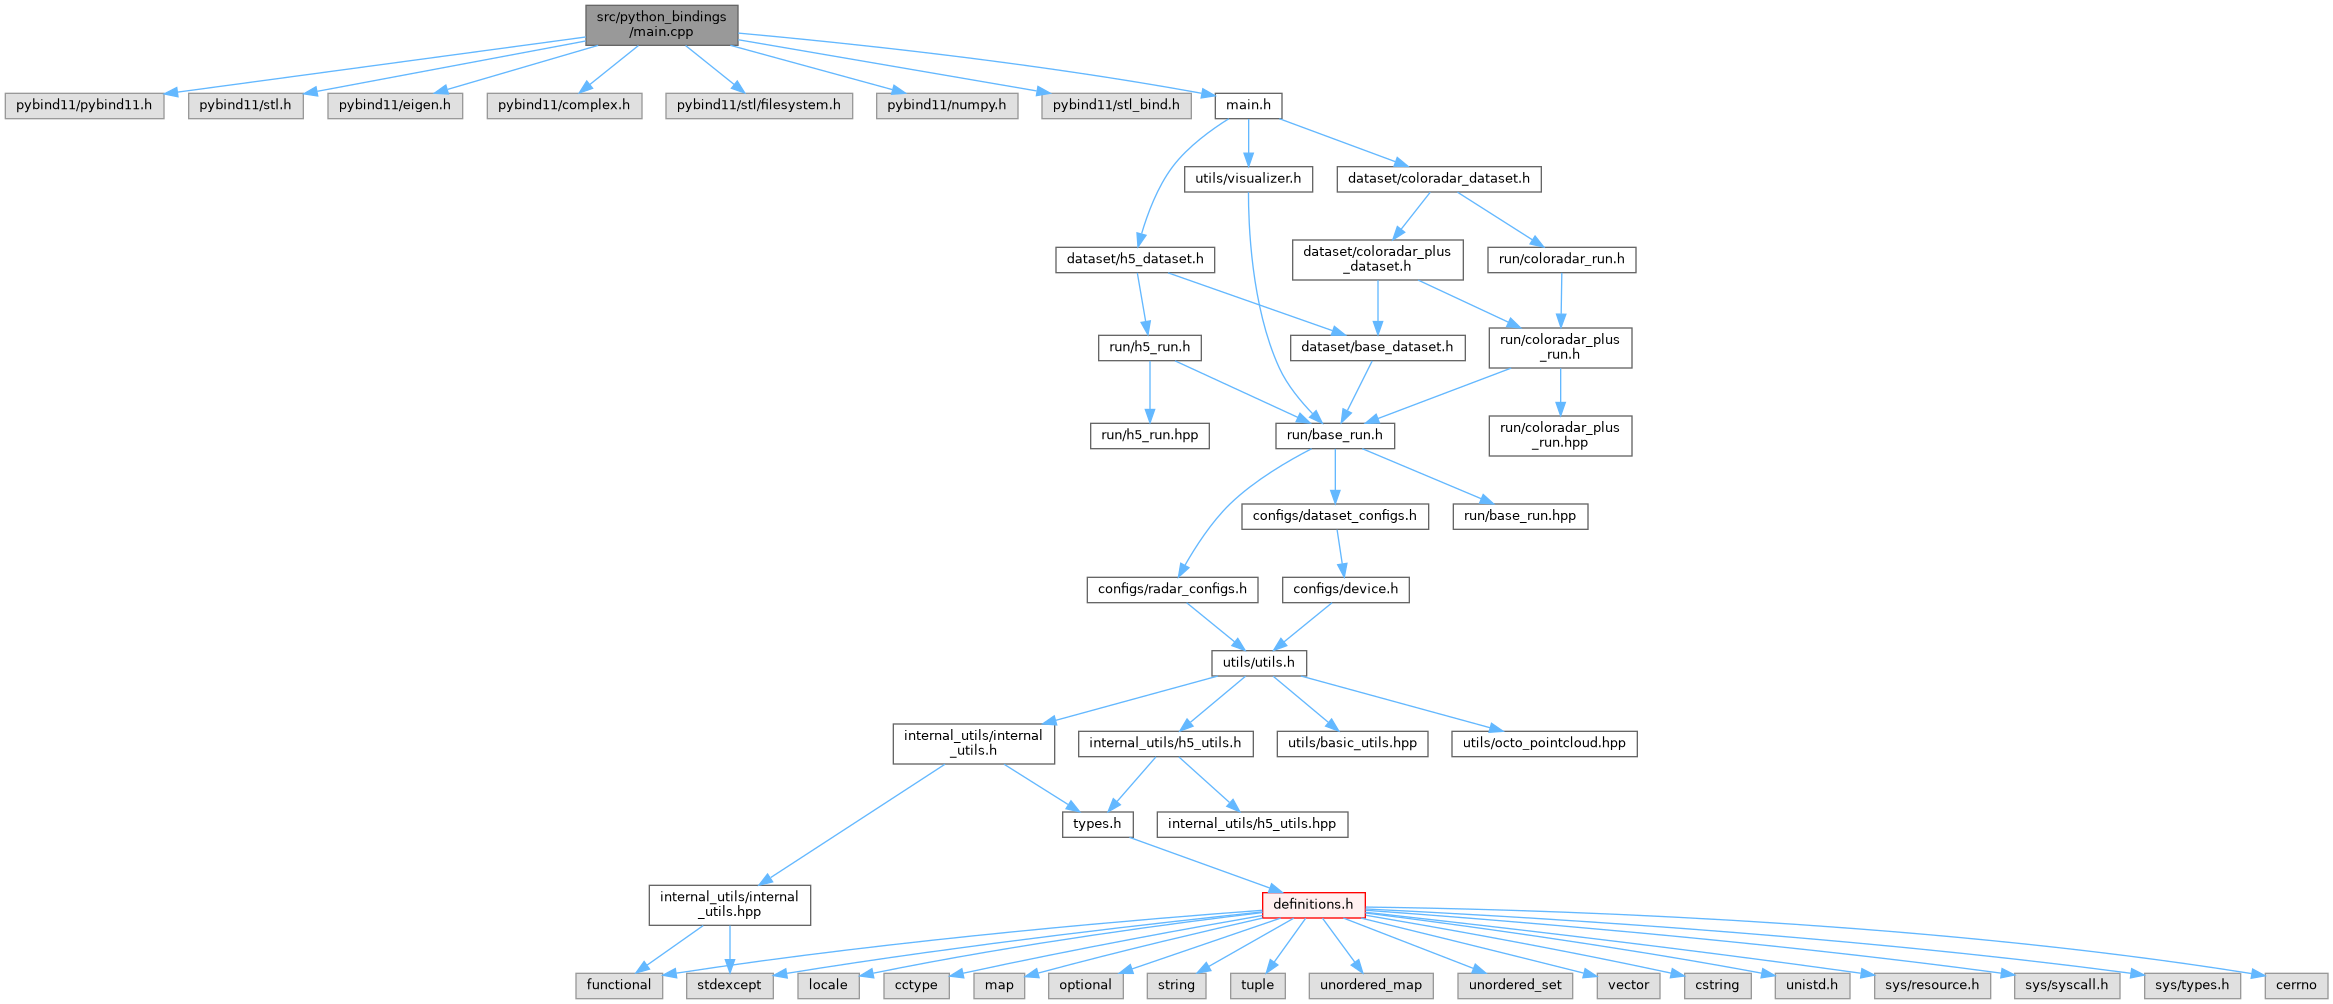 src/python_bindings
/main.cpp
pybind11/pybind11.h
pybind11/stl.h
pybind11/eigen.h
pybind11/complex.h
pybind11/stl/filesystem.h
pybind11/numpy.h
pybind11/stl_bind.h
main.h
utils/visualizer.h
dataset/coloradar_dataset.h
dataset/h5_dataset.h
dataset/coloradar_plus
_dataset.h
run/coloradar_run.h
run/h5_run.h
dataset/base_dataset.h
run/coloradar_plus
_run.h
run/h5_run.hpp
run/base_run.h
run/coloradar_plus
_run.hpp
configs/dataset_configs.h
run/base_run.hpp
configs/radar_configs.h
configs/device.h
utils/utils.h
internal_utils/internal
_utils.h
internal_utils/h5_utils.h
utils/basic_utils.hpp
utils/octo_pointcloud.hpp
types.h
internal_utils/h5_utils.hpp
internal_utils/internal
_utils.hpp
definitions.h
functional
stdexcept
locale
cctype
map
optional
string
tuple
unordered_map
unordered_set
vector
cstring
unistd.h
sys/resource.h
sys/syscall.h
sys/types.h
cerrno